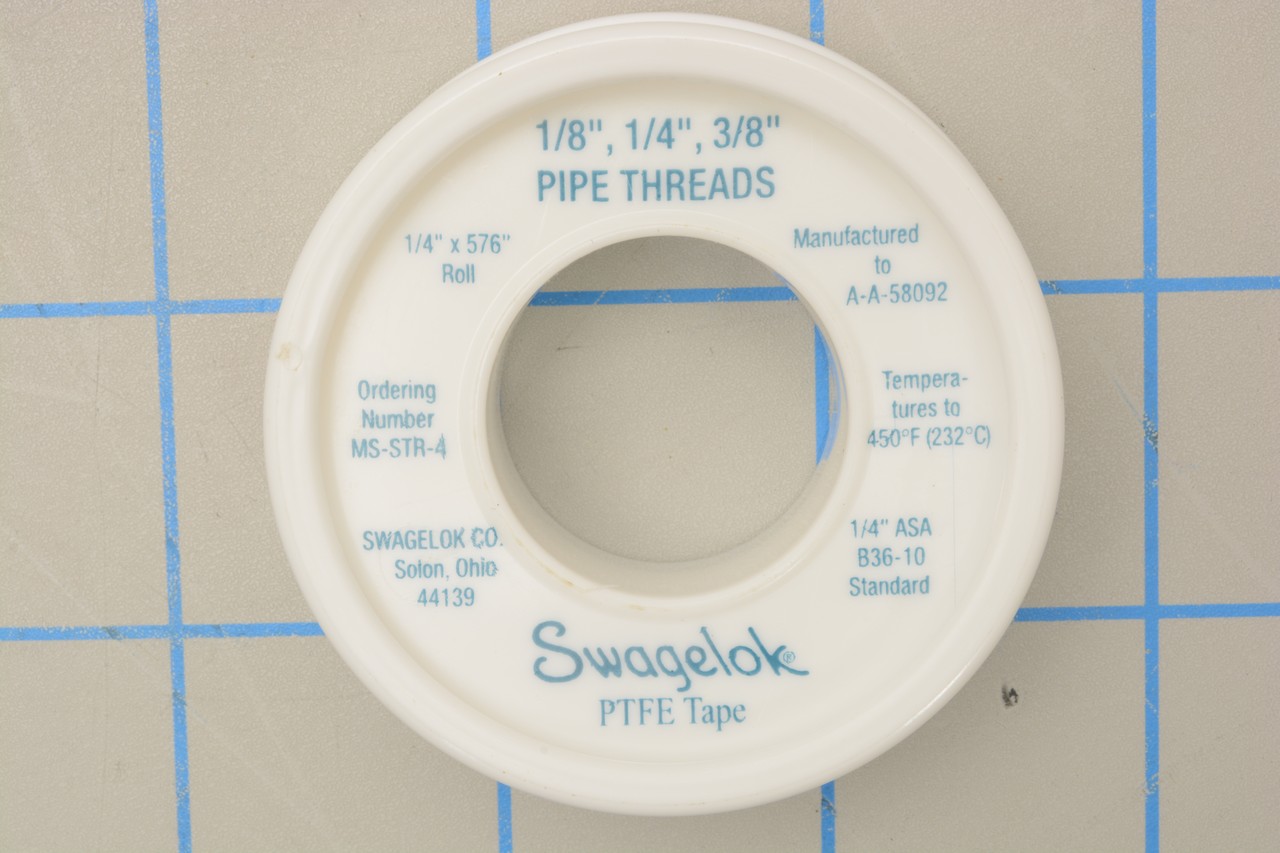 1/8", 1/4", 3/8"
PIPE THREADS
1/4" x 576"
Roll
Manufactured
to
A-A-58092
Ordering
Number
MS-STR-4
Tempera-
tures to
450°F (232°C)
SWAGELOK CO.
Solon, Ohio
44139
1/4" ASA
B36-10
Standard
Swagelok®
PTFE Tape